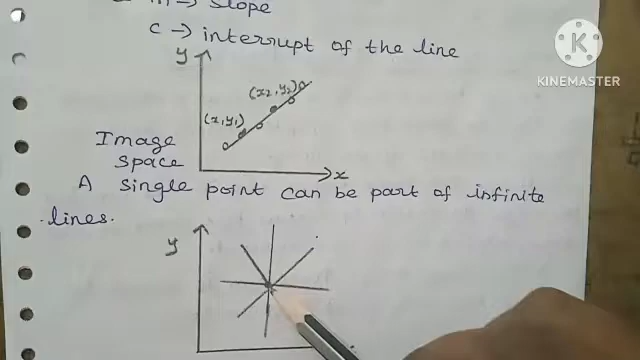 m → slope
c → interrupt of the line
y
(x2, y2)
(x,y1)
Image
space
x
A single point can be part of infinite
lines.
y
K
KINEMASTER